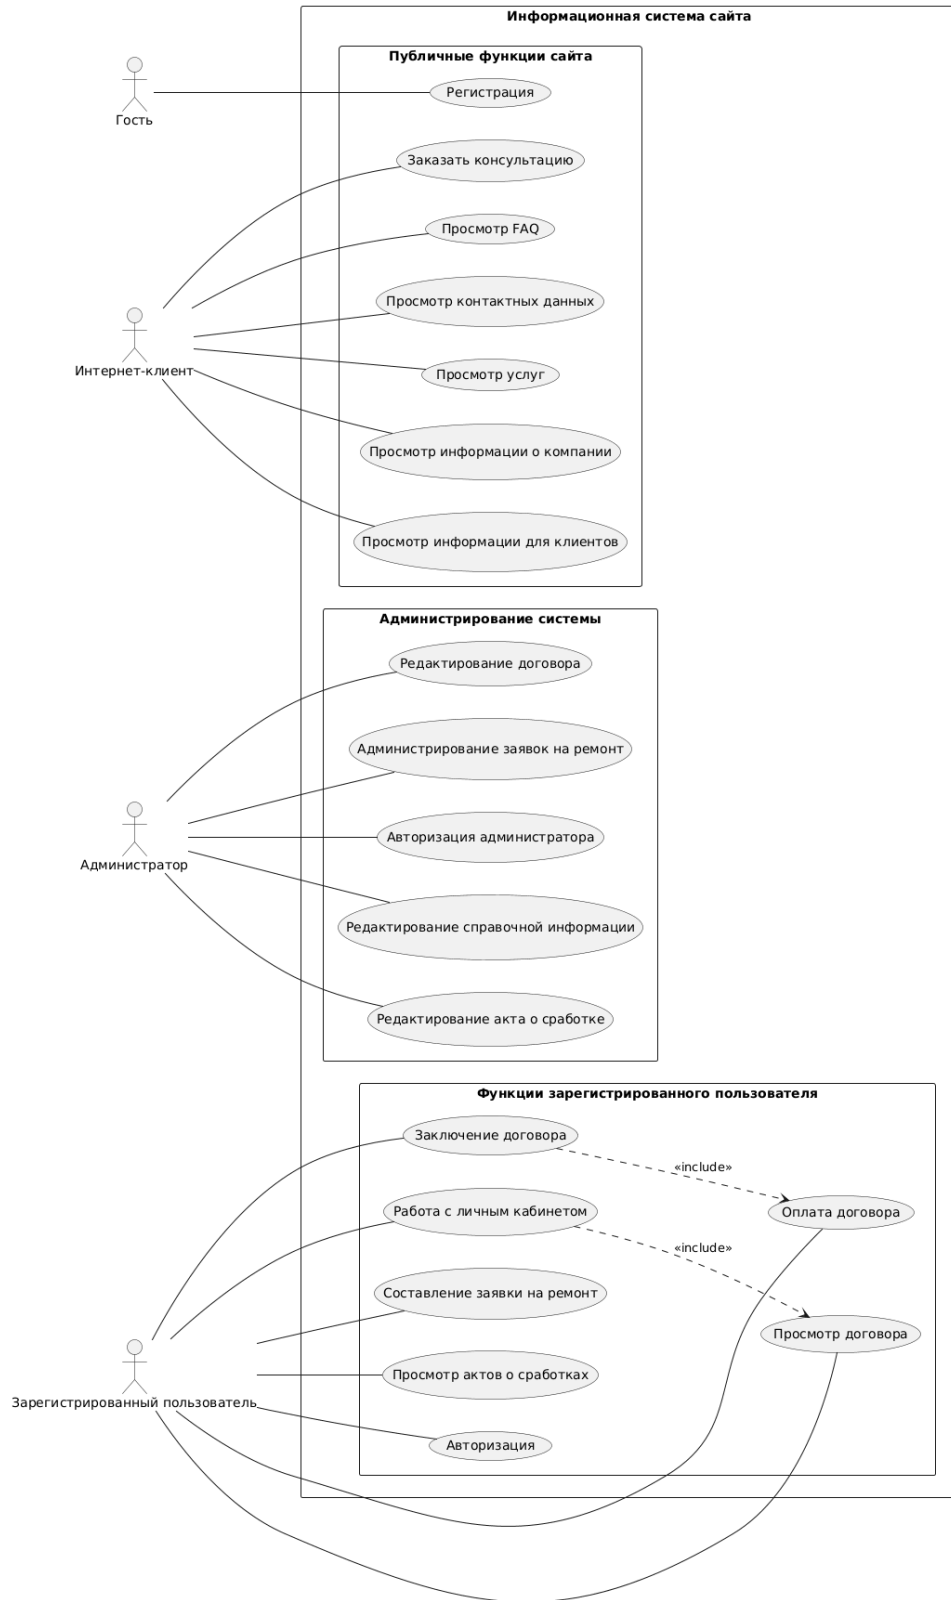 Информационная система сайта
Публичные функции сайта
Гость
Регистрация
Заказать консультацию
Просмотр FAQ
Просмотр контактных данных
Интернет-клиент
Просмотр услуг
Просмотр информации о компании
Просмотр информации для клиентов
Администрирование системы
Редактирование договора
Администрирование заявок на ремонт
Авторизация администратора
Администратор
Редактирование справочной информации
Редактирование акта о сработке
Функции зарегистрированного пользователя
Заключение договора
«include»
Оплата договора
Работа с личным кабинетом
«include»
Составление заявки на ремонт
Просмотр договора
Просмотр актов о сработках
Зарегистрированный пользователь
Авторизация